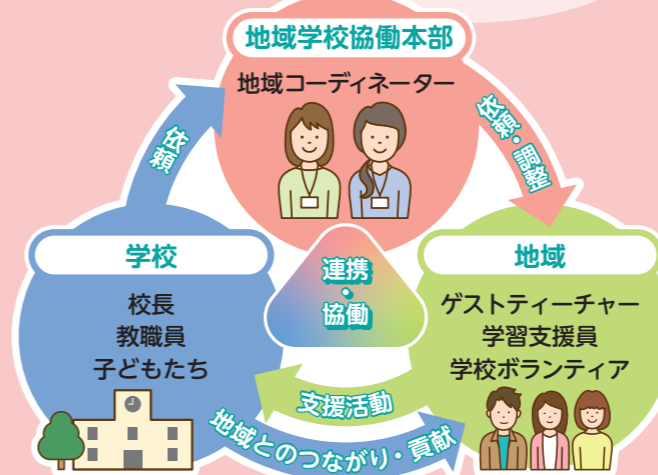 地域学校協働本部
地域コーディネーター
依頼
依頼・調整
学校
校長
教職員
子どもたち
連携
・
協働
地域
ゲストティーチャー
学習支援員
学校ボランティア
支援活動
地域とのつながり・貢献